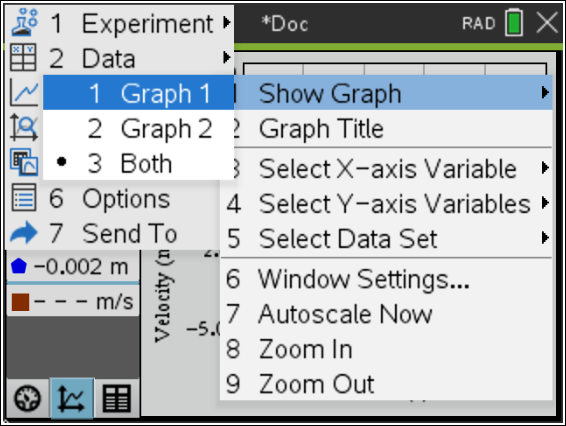 1 Experiment
*Doc
RAD
2 Data
1 Graph 1
2 Graph 2
3 Both
6 Options
7 Send To
1 Show Graph
2 Graph Title
3 Select X-axis Variable
4 Select Y-axis Variables
5 Select Data Set
6 Window Settings...
7 Autoscale Now
8 Zoom In
9 Zoom Out
-0.002 m
--- m/s
Velocity (m
2.
-5.0